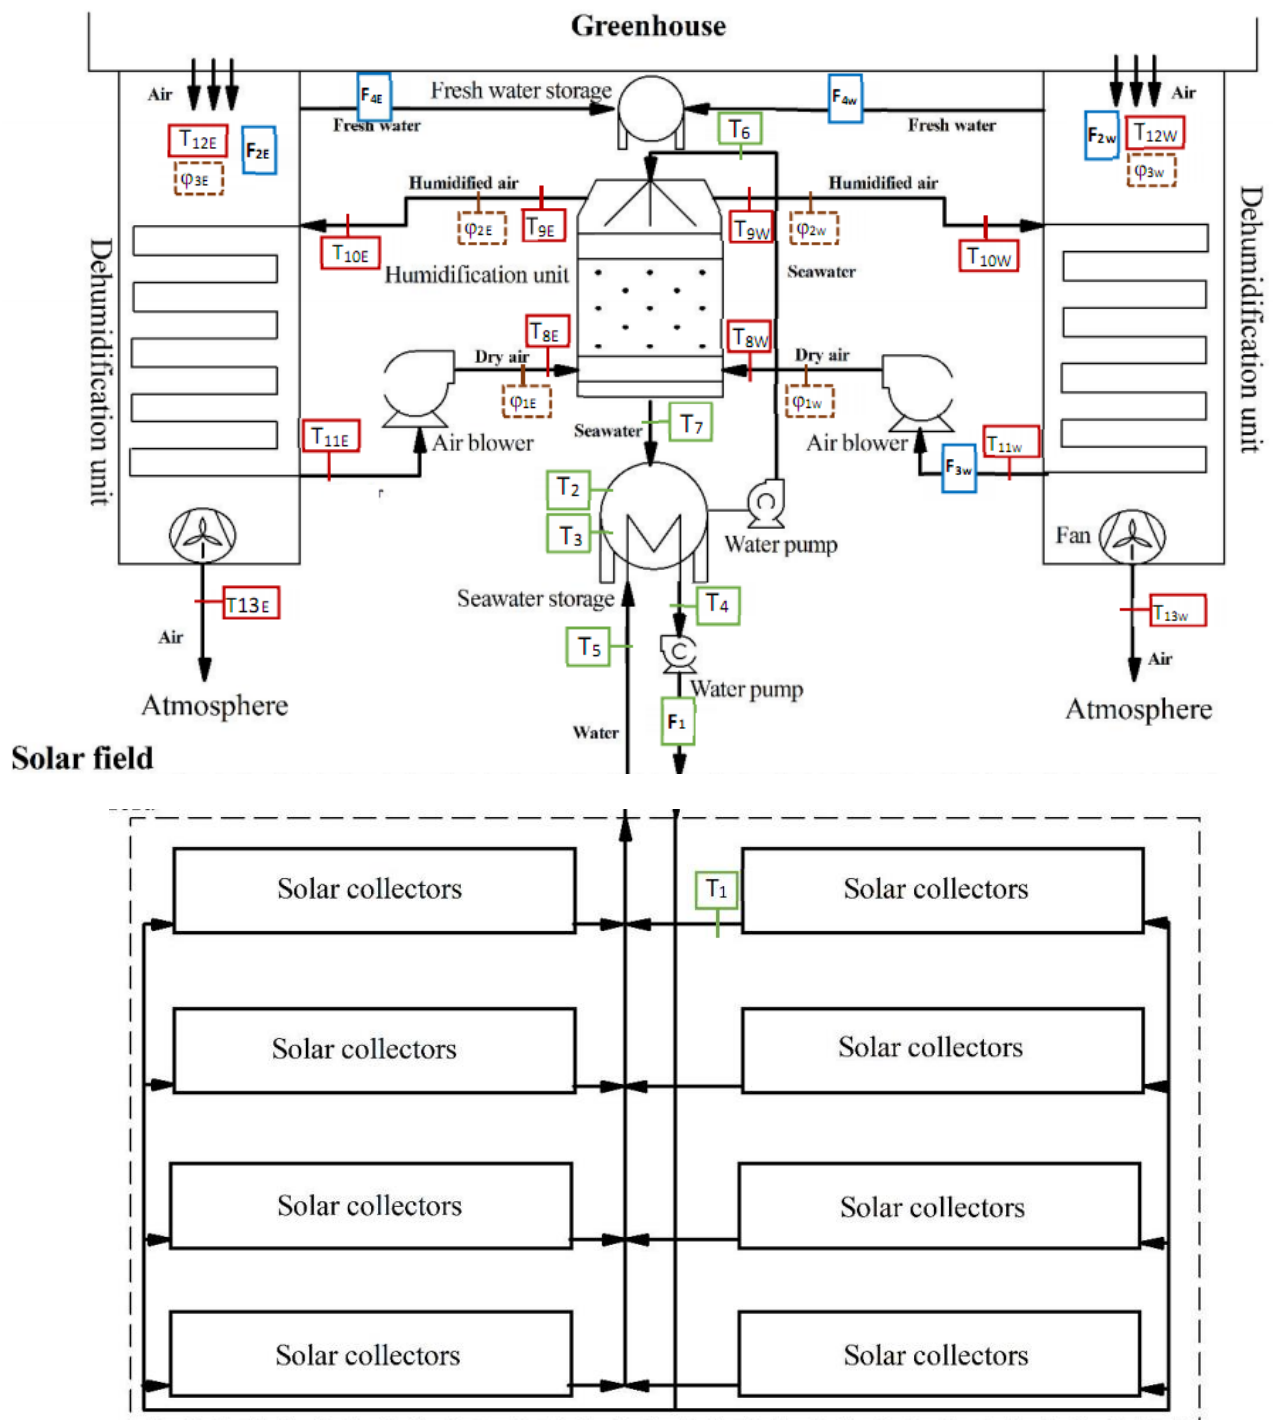 Greenhouse
Air
F4E
Fresh water storage
F4w
Air
Fresh water
T6
Fresh water
T12E
F2E
F2w
T12W
φ3E
φ3w
Humidified air
Humidified air
φ2E
T9E
T9W
φ2w
T10E
T10W
Humidification unit
Seawater
Dehumidification unit
Dehumidification unit
T8E
T8W
Dry air
Dry air
φ1E
φ1w
T11E
Air blower
Seawater
T7
Air blower
F3w
T11w
T2
T3
Water pump
Fan
Seawater storage
T4
T13E
T13w
T5
Air
Water pump
Air
Atmosphere
F1
Atmosphere
Water
Solar field
Solar collectors
T1
Solar collectors
Solar collectors
Solar collectors
Solar collectors
Solar collectors
Solar collectors
Solar collectors